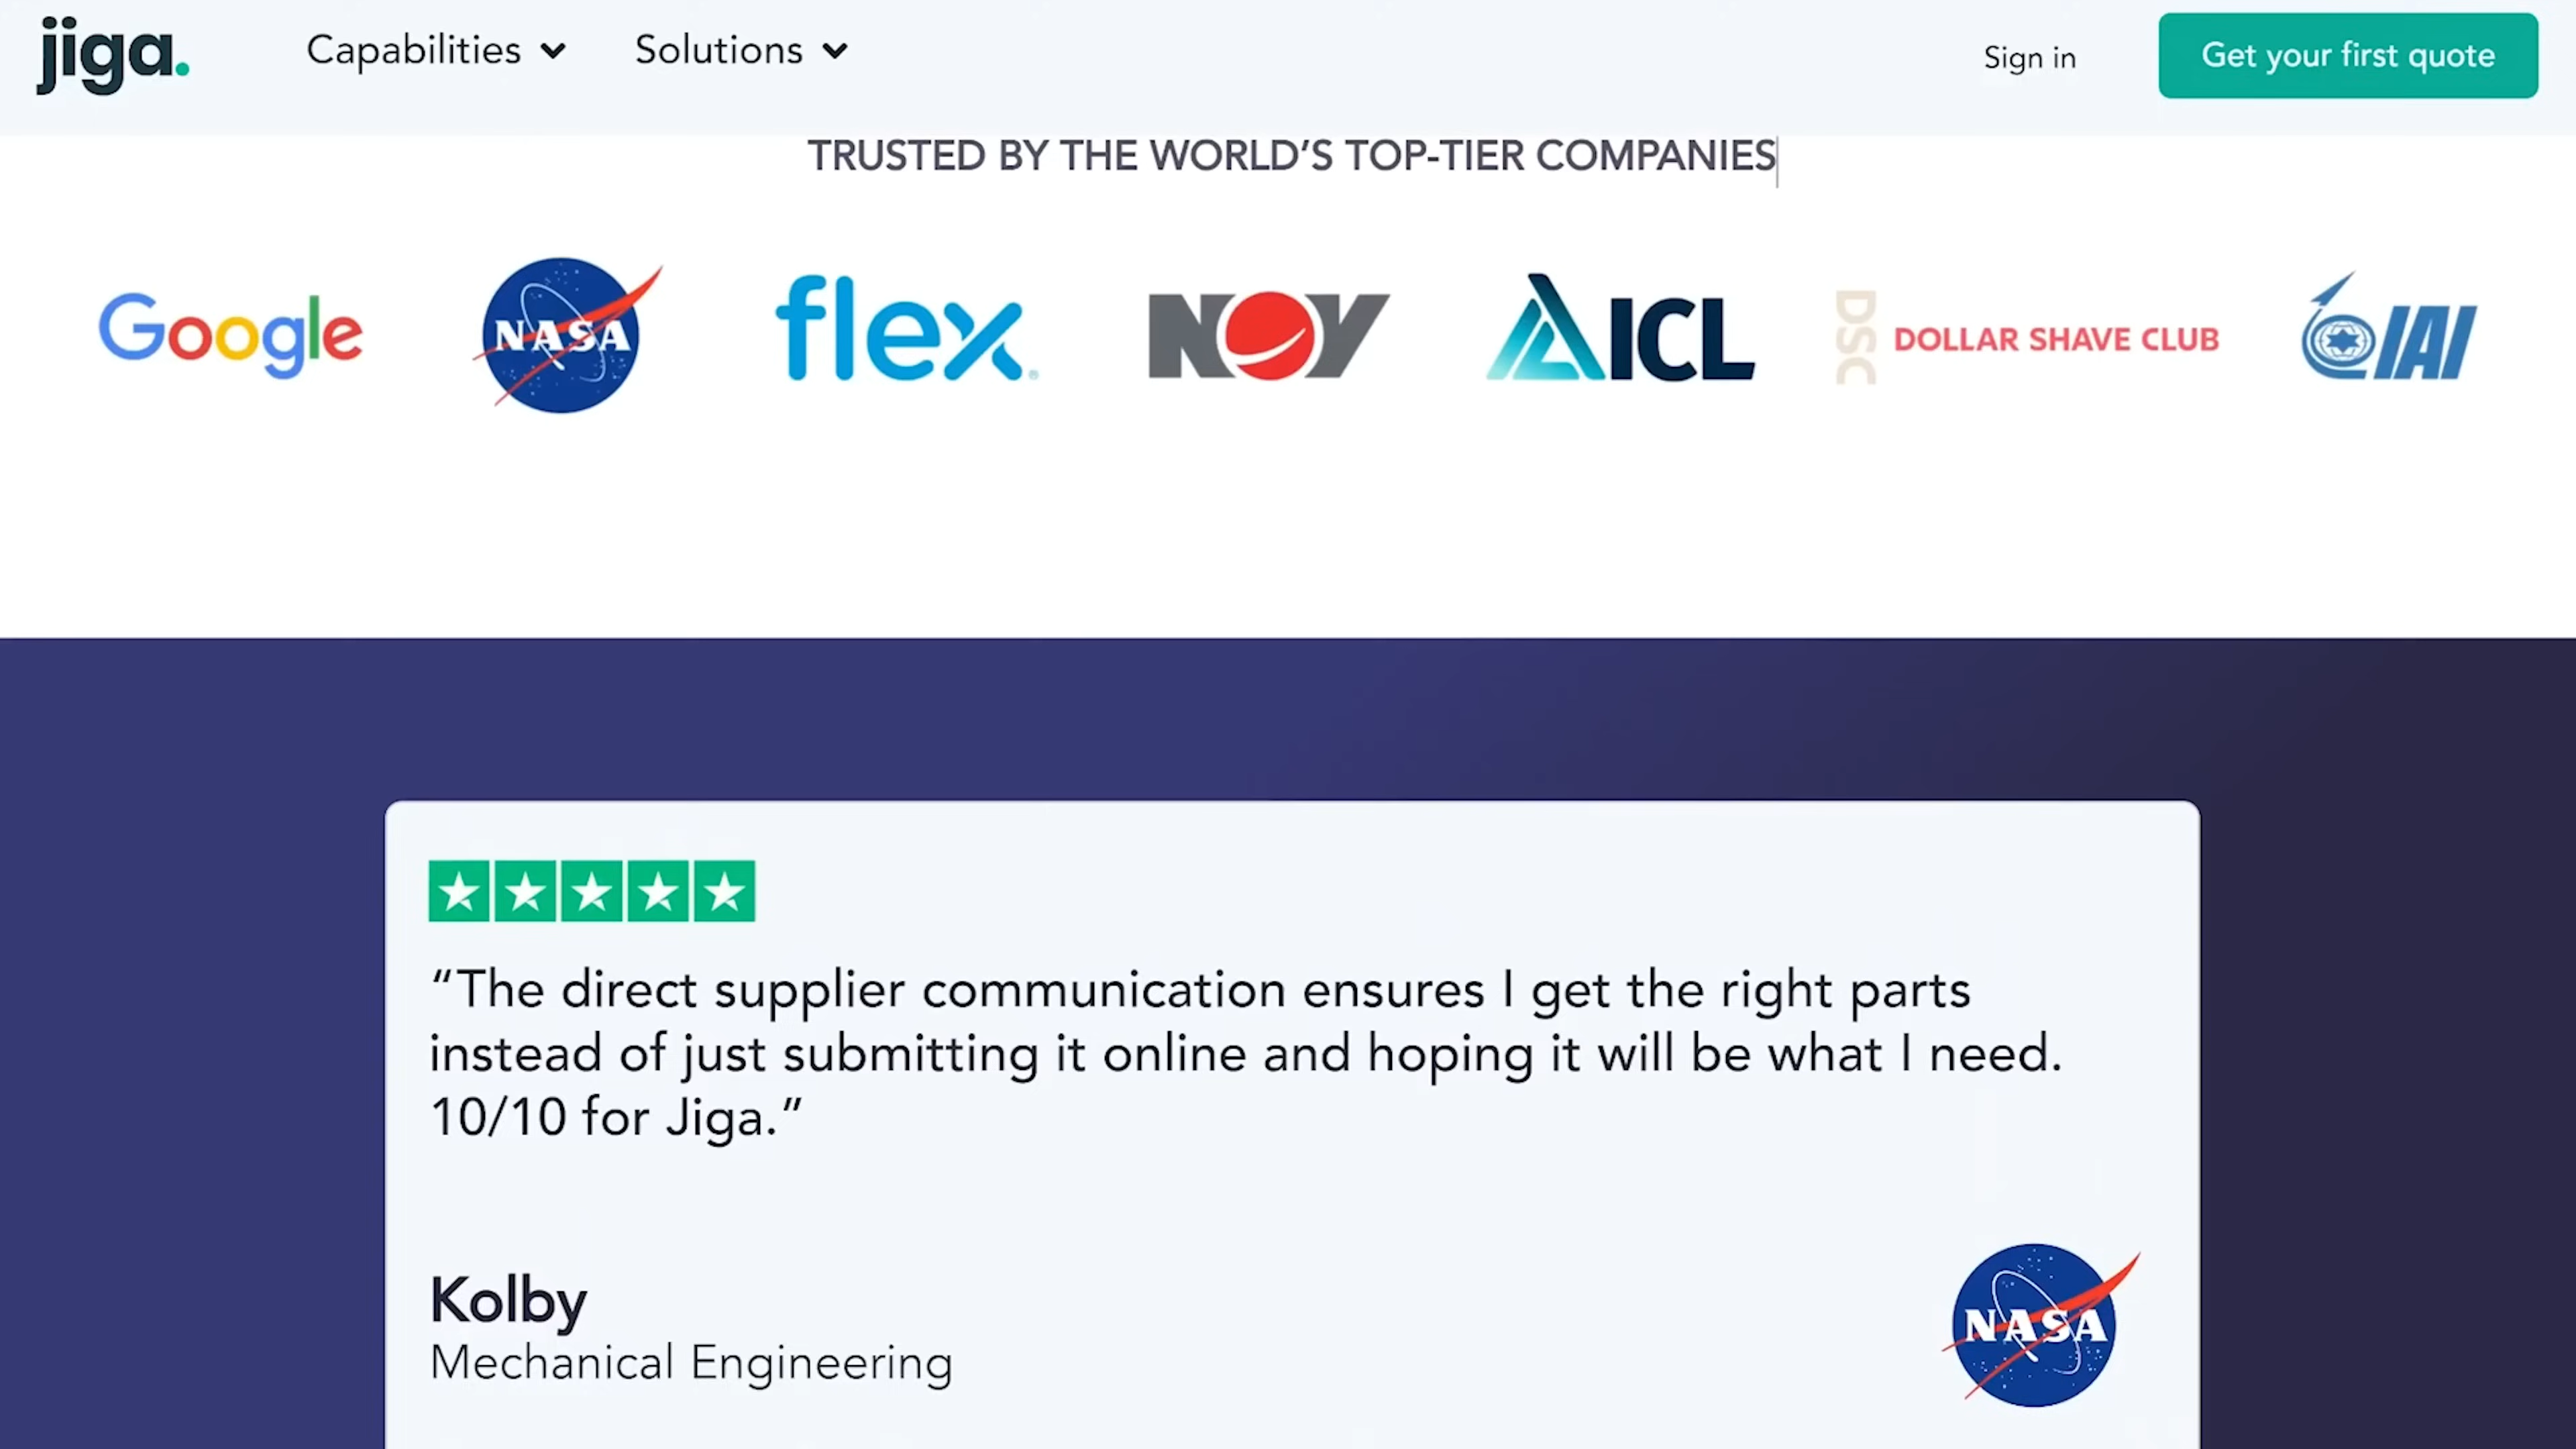 jiga.
Capabilities
Solutions
Sign in
Get your first quote
TRUSTED BY THE WORLD’S TOP-TIER COMPANIES
Google
NASA
flex
NOV
ICL
DSC
DOLLAR SHAVE CLUB
IAI
“The direct supplier communication ensures I get the right parts
instead of just submitting it online and hoping it will be what I need.
10/10 for Jiga.”
Kolby
Mechanical Engineering
NASA